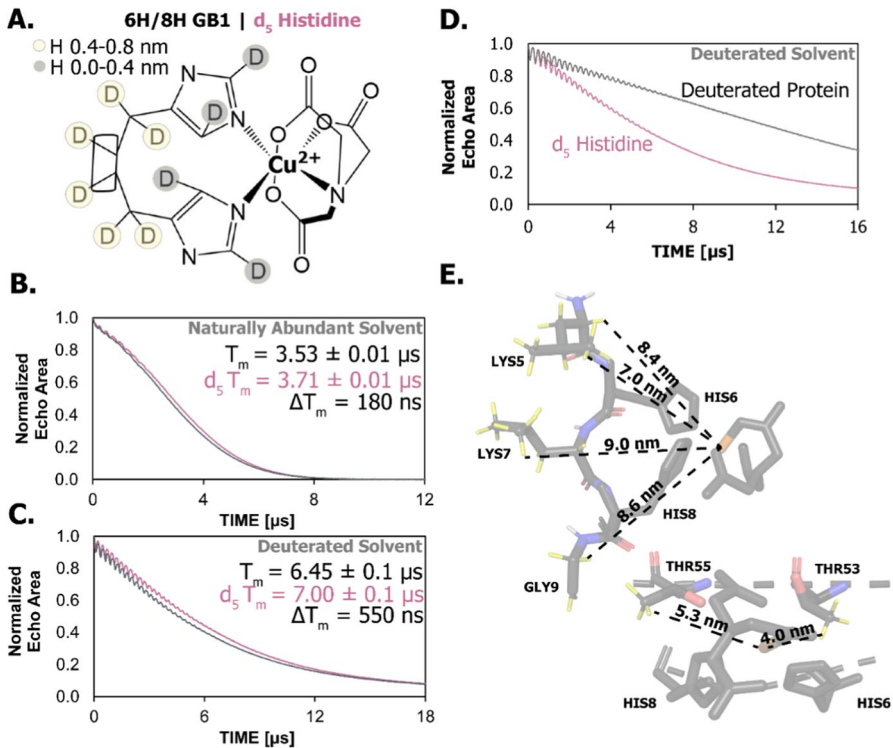 A.
6H/8H GB1 | d5 Histidine
H 0.4-0.8 nm
H 0.0-0.4 nm
D
D
D
D
D
D
D
D
D
D
N
N
N
N
N
O
O
O
O
O
O
Cu2+
B.
Naturally Abundant Solvent
Tm = 3.53 ± 0.01 µs
d5 Tm = 3.71 ± 0.01 µs
ΔTm = 180 ns
Normalized
Echo Area
1.0
0.8
0.6
0.4
0.2
0.0
0
4
8
12
TIME [µs]
C.
Deuterated Solvent
Tm = 6.45 ± 0.1 µs
d5 Tm = 7.00 ± 0.1 µs
ΔTm = 550 ns
Normalized
Echo Area
1.0
0.8
0.6
0.4
0.2
0.0
0
6
12
18
TIME [µs]
D.
Deuterated Solvent
Deuterated Protein
d5 Histidine
Normalized
Echo Area
1.0
0.8
0.6
0.4
0.2
0.0
0
4
8
12
16
TIME [µs]
E.
LYS5
8.4 nm
7.0 nm
HIS6
LYS7
9.0 nm
8.6 nm
HIS8
GLY9
THR55
THR53
5.3 nm
4.0 nm
HIS8
HIS6